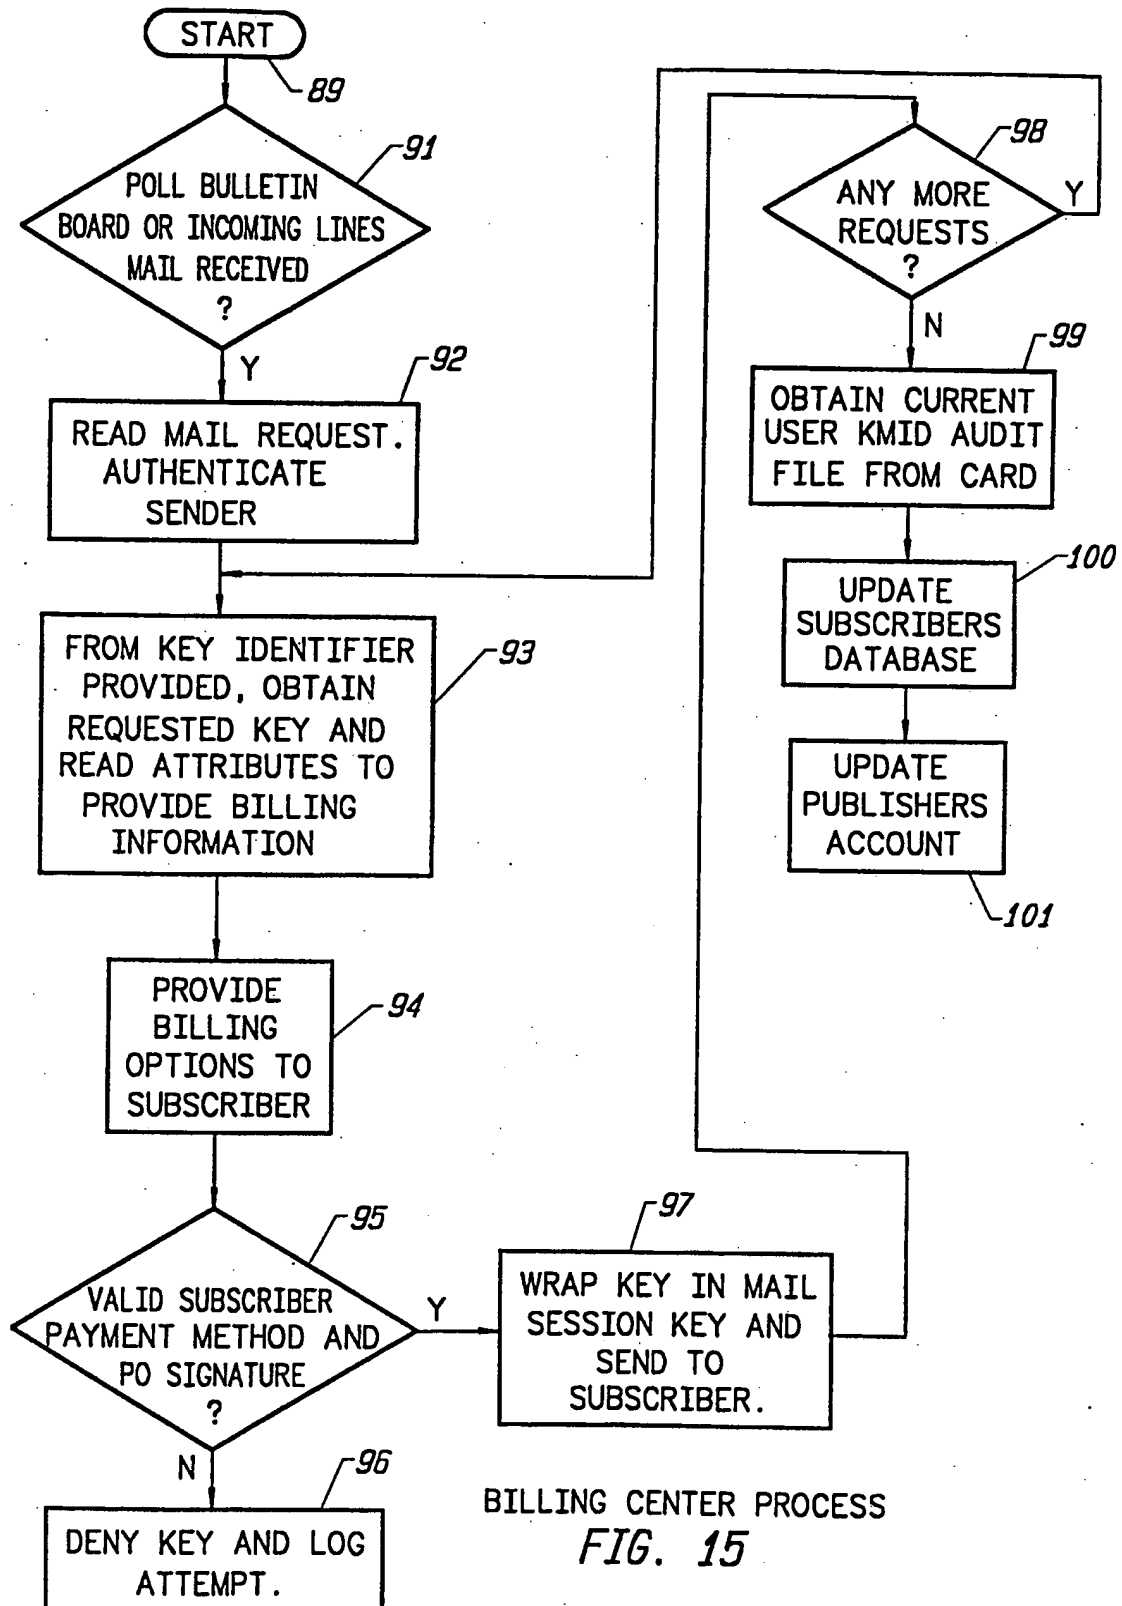 START
89
91
POLL BULLETIN
BOARD OR INCOMING LINES
MAIL RECEIVED
?
Y
92
READ MAIL REQUEST.
AUTHENTICATE
SENDER
93
FROM KEY IDENTIFIER
PROVIDED, OBTAIN
REQUESTED KEY AND
READ ATTRIBUTES TO
PROVIDE BILLING
INFORMATION
94
PROVIDE
BILLING
OPTIONS TO
SUBSCRIBER
95
VALID SUBSCRIBER
PAYMENT METHOD AND
PO SIGNATURE
?
Y
N
96
DENY KEY AND LOG
ATTEMPT.
97
WRAP KEY IN MAIL
SESSION KEY AND
SEND TO
SUBSCRIBER.
98
ANY MORE
REQUESTS
?
Y
N
99
OBTAIN CURRENT
USER KMID AUDIT
FILE FROM CARD
100
UPDATE
SUBSCRIBERS
DATABASE
UPDATE
PUBLISHERS
ACCOUNT
101
BILLING CENTER PROCESS
FIG. 15